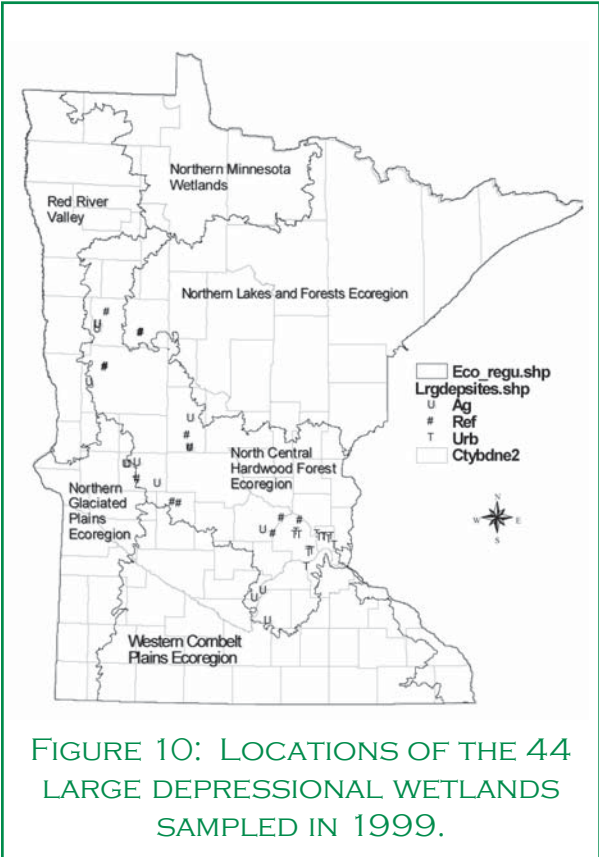 Northern Minnesota
Wetlands
Red River
Valley
Northern Lakes and Forests Ecoregion
Eco_regu.shp
Lrgdepsites.shp
U Ag
# Ref
T Urb
Ctybdne2
North Central
Hardwood Forest
Ecoregion
Northern
Glaciated
Plains
Ecoregion
N
W E
S
Western Cornbelt
Plains Ecoregion
FIGURE 10: LOCATIONS OF THE 44
LARGE DEPRESSIONAL WETLANDS
SAMPLED IN 1999.